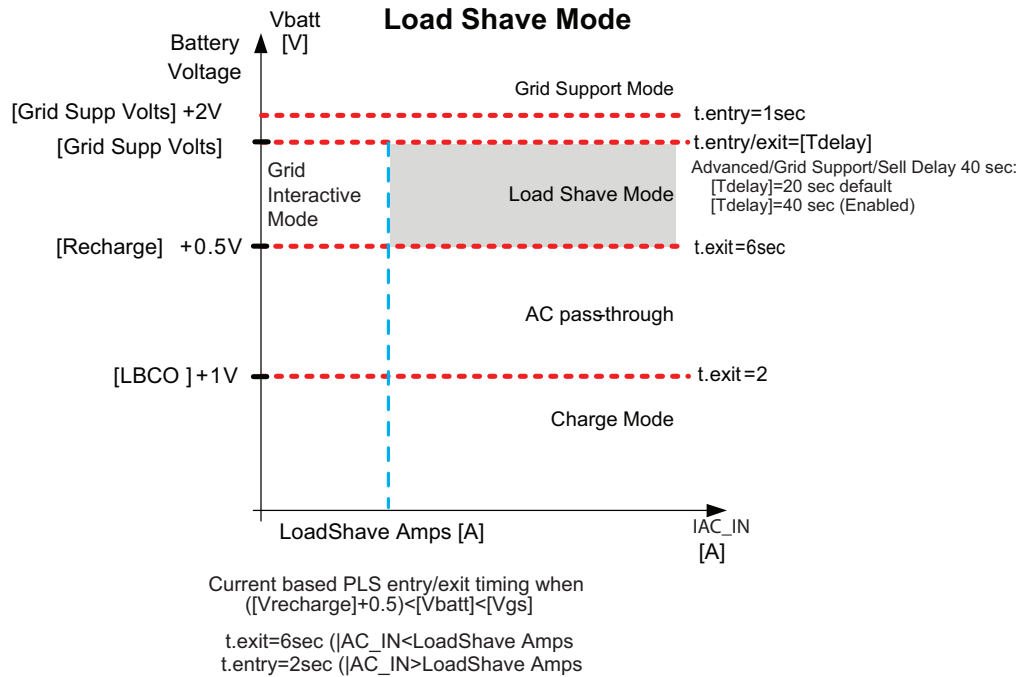 Load Shave Mode
Vbatt
[V]
Battery
Voltage
Grid Support Mode
[Grid Supp Volts] +2V
t.entry=1sec
[Grid Supp Volts]
t.entry/exit=[Tdelay]
Advanced/Grid Support/Sell Delay 40 sec:
[Tdelay]=20 sec default
[Tdelay]=40 sec (Enabled)
Grid
Interactive
Mode
Load Shave Mode
[Recharge] +0.5V
t.exit=6sec
AC pass-through
[LBCO ]+1V
t.exit=2
Charge Mode
LoadShave Amps [A]
IAC_IN
[A]
Current based PLS entry/exit timing when
([Vrecharge]+0.5)<[Vbatt]<[Vgs]
t.exit=6sec (|AC_IN<LoadShave Amps
t.entry=2sec (|AC_IN>LoadShave Amps